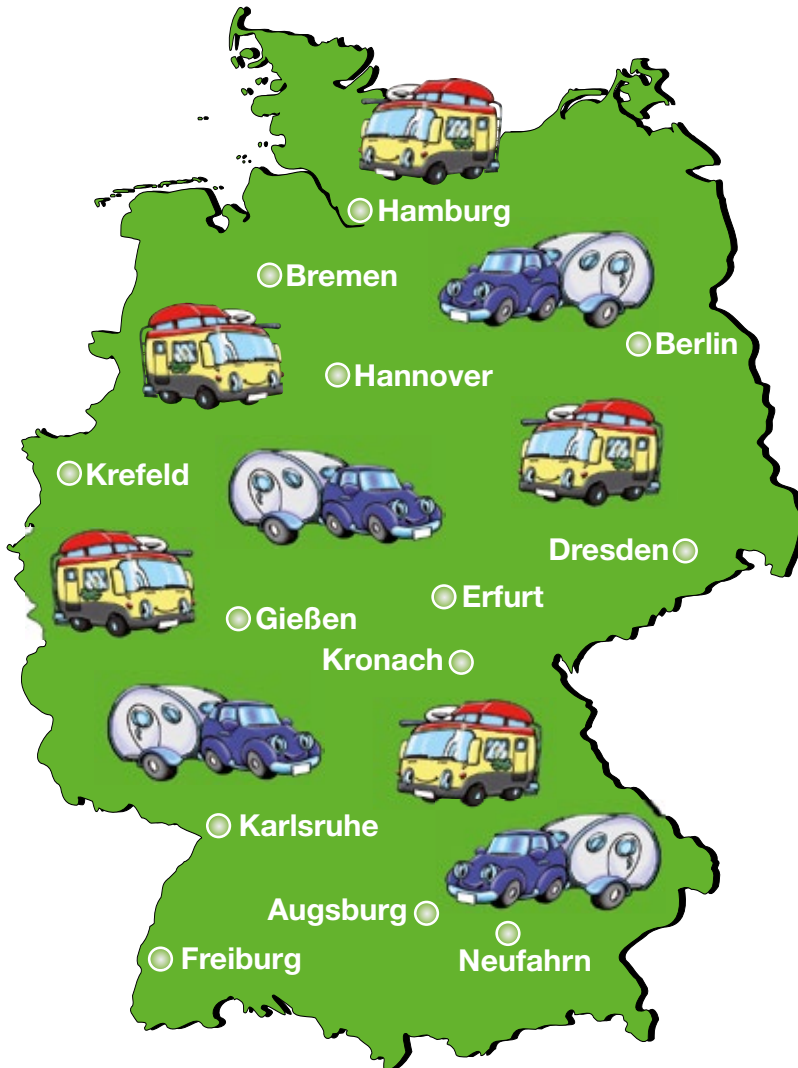 Hamburg
Bremen
Berlin
Hannover
Krefeld
Dresden
Erfurt
Gießen
Kronach
Karlsruhe
Augsburg
Freiburg
Neufahrn